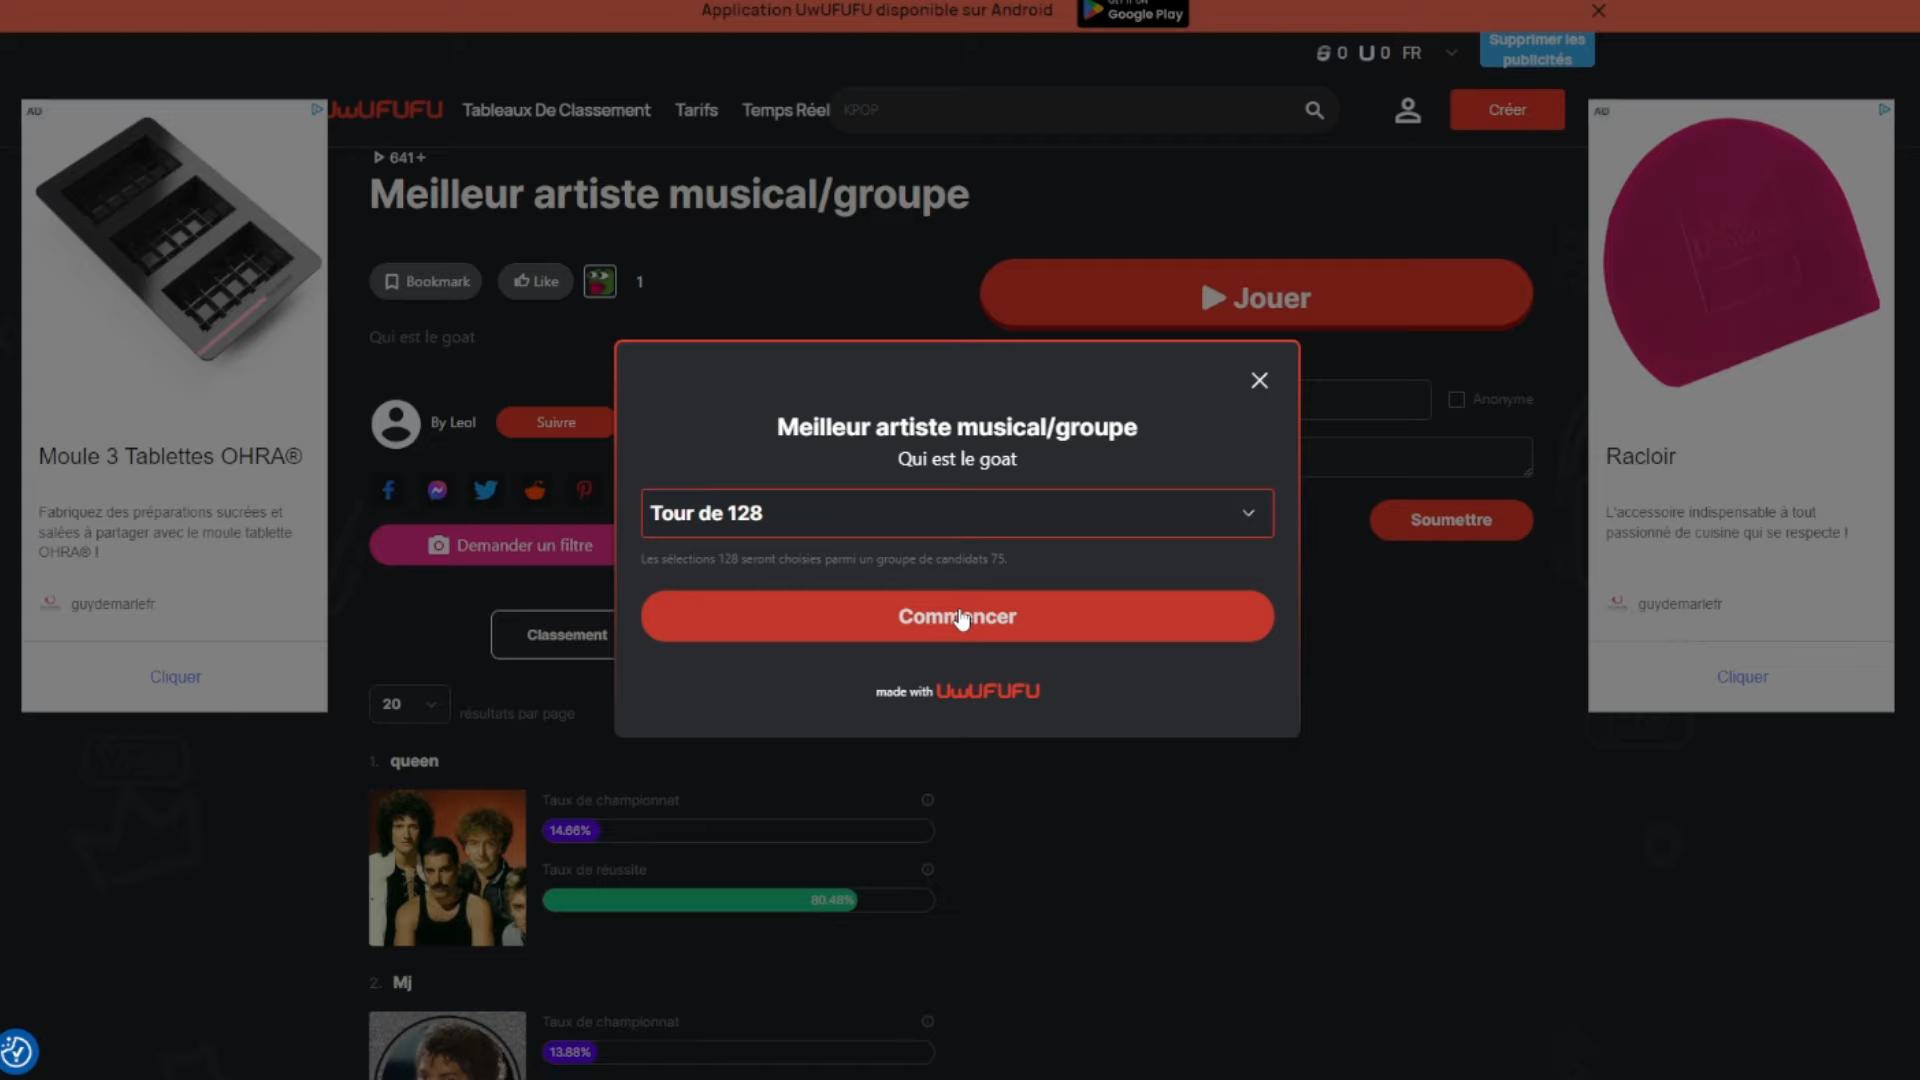 Application UwUFUFU disponible sur Android
Google Play
0 0 FR
Supprimer les
publicités
UwUFUFU
Tableaux De Classement
Tarifs
Temps Réel
KPOP
Créer
641+
Meilleur artiste musical/groupe
Bookmark
Like
1
Jouer
Qui est le goat
By Leol
Suivre
Anonyme
Soumettre
Demander un filtre
Classement
20
résultats par page
Meilleur artiste musical/groupe
Qui est le goat
Tour de 128
Les sélections 128 seront choisies parmi un groupe de candidats 75.
Commencer
made with UwUFUFU
1. queen
Taux de championnat
14.66%
Taux de réussite
80.48%
2. Mj
Taux de championnat
13.88%
AD
Moule 3 Tablettes OHRA®
Fabriquez des préparations sucrées et
salées à partager avec le moule tablette
OHRA® !
guydemarlefr
Cliquer
AD
Racloir
L'accessoire indispensable à tout
passionné de cuisine qui se respecte !
guydemarlefr
Cliquer